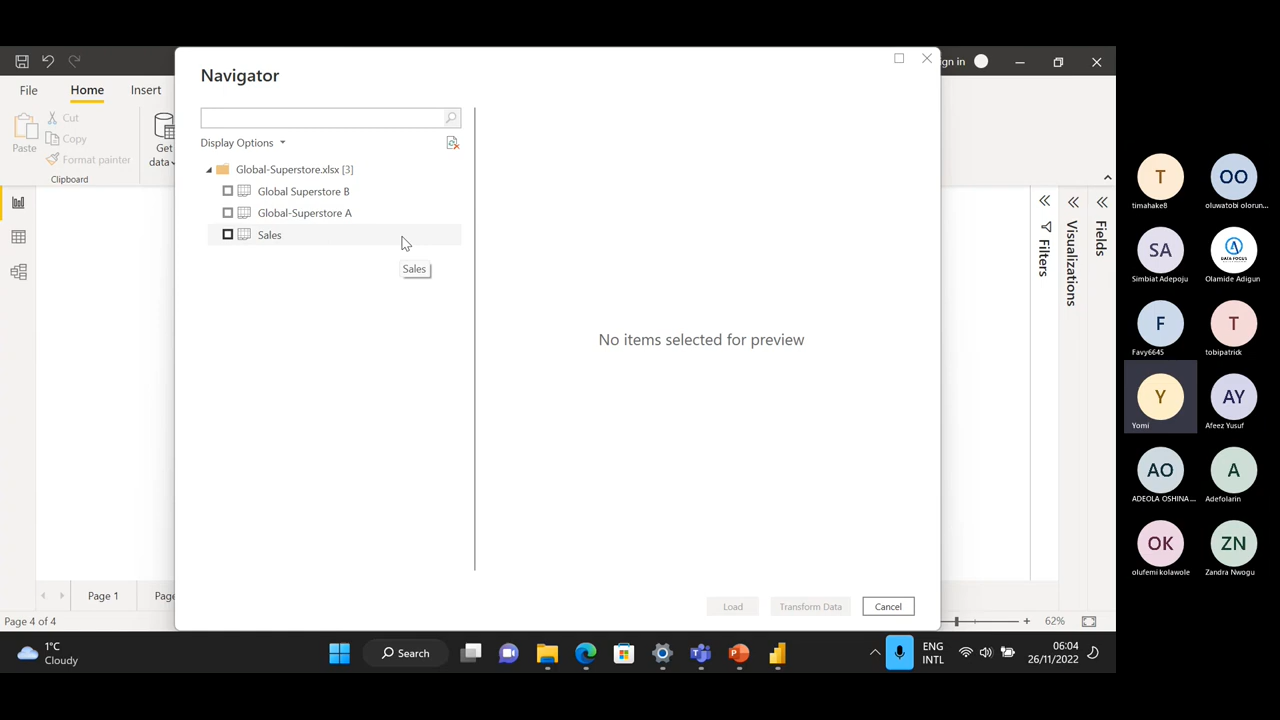 gn in
Navigator
File
Home
Insert
Paste
Cut
Copy
Format painter
Clipboard
Get
data
Display Options
Global-Superstore.xlsx [3]
Global Superstore B
Global-Superstore A
Sales
Sales
No items selected for preview
Load
Transform Data
Cancel
Filters
Visualizations
Fields
Page 1
Page
Page 4 of 4
62%
1°C
Cloudy
Search
ENG
INTL
06:04
26/11/2022
T
timahake8
OO
oluwatobi olorun...
SA
Simbiat Adepoju
DATA FOCUS
Olamide Adigun
F
Favy6645
T
tobipatrick
Y
Yomi
AY
Afeez Yusuf
AO
ADEOLA OSHINA...
A
Adefolarin
OK
olufemi kolawole
ZN
Zandra Nwogu